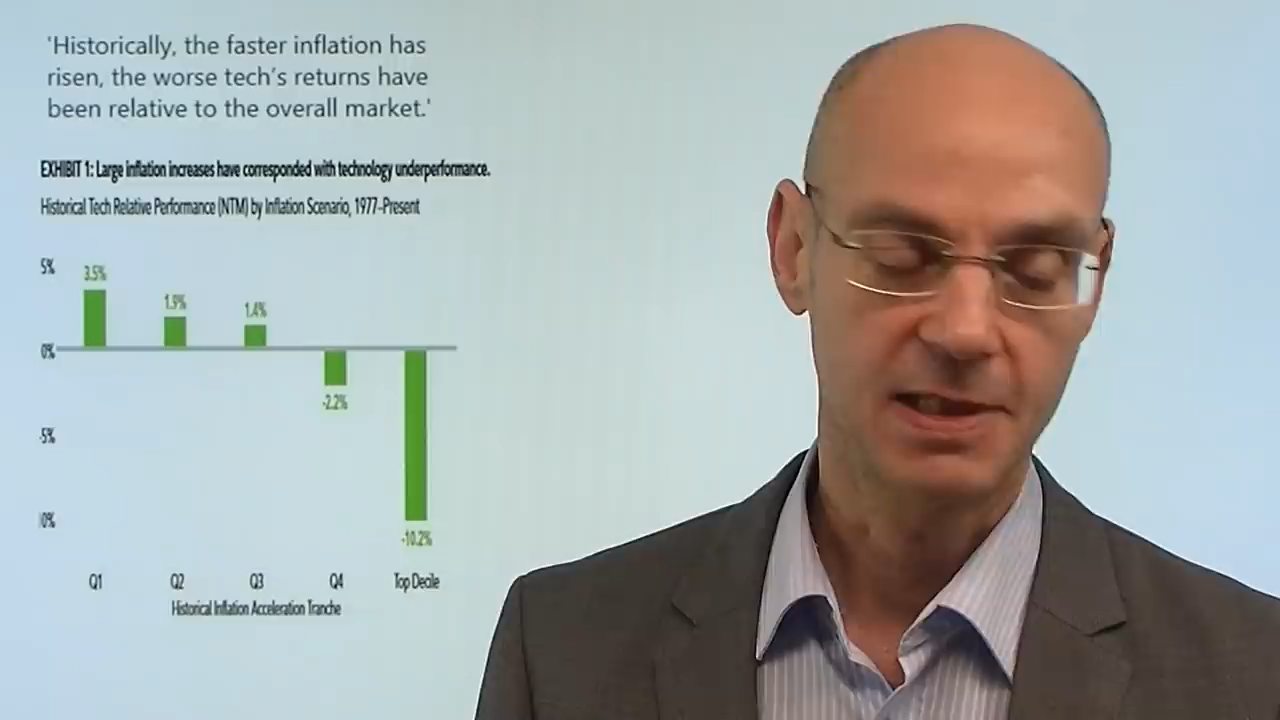 'Historically, the faster inflation has
risen, the worse tech's returns have
been relative to the overall market.'
EXHIBIT 1: Large inflation increases have corresponded with technology underperformance.
Historical Tech Relative Performance (NTM) by Inflation Scenario, 1977-Present
5%
3.5%
1.9%
1.4%
0%
-2.2%
-5%
0%
-10.2%
Q1 Q2 Q3 Q4 Top Decile
Historical Inflation Acceleration Tranche